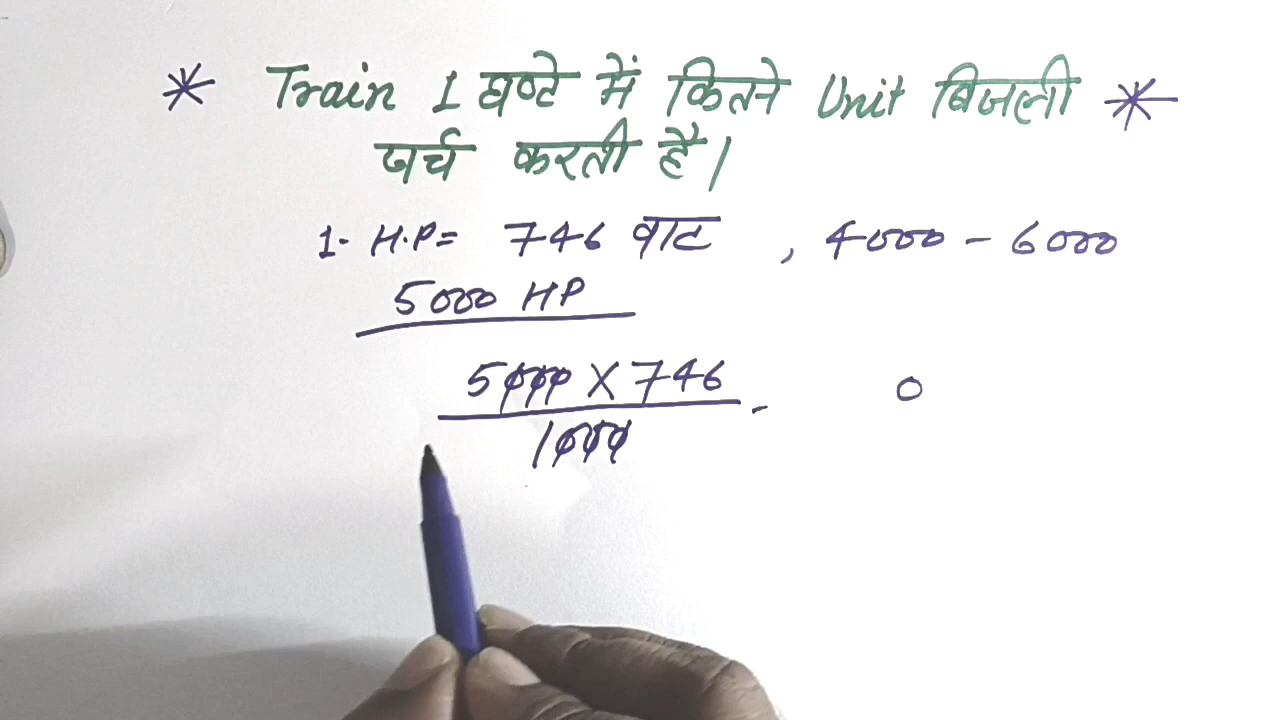 * Train 1 घण्टे में कितने Unit बिजली *
खर्च करती है।
1. H.P = 746 वाट , 4000 - 6000
5000 HP
5000 X 746 0
1000